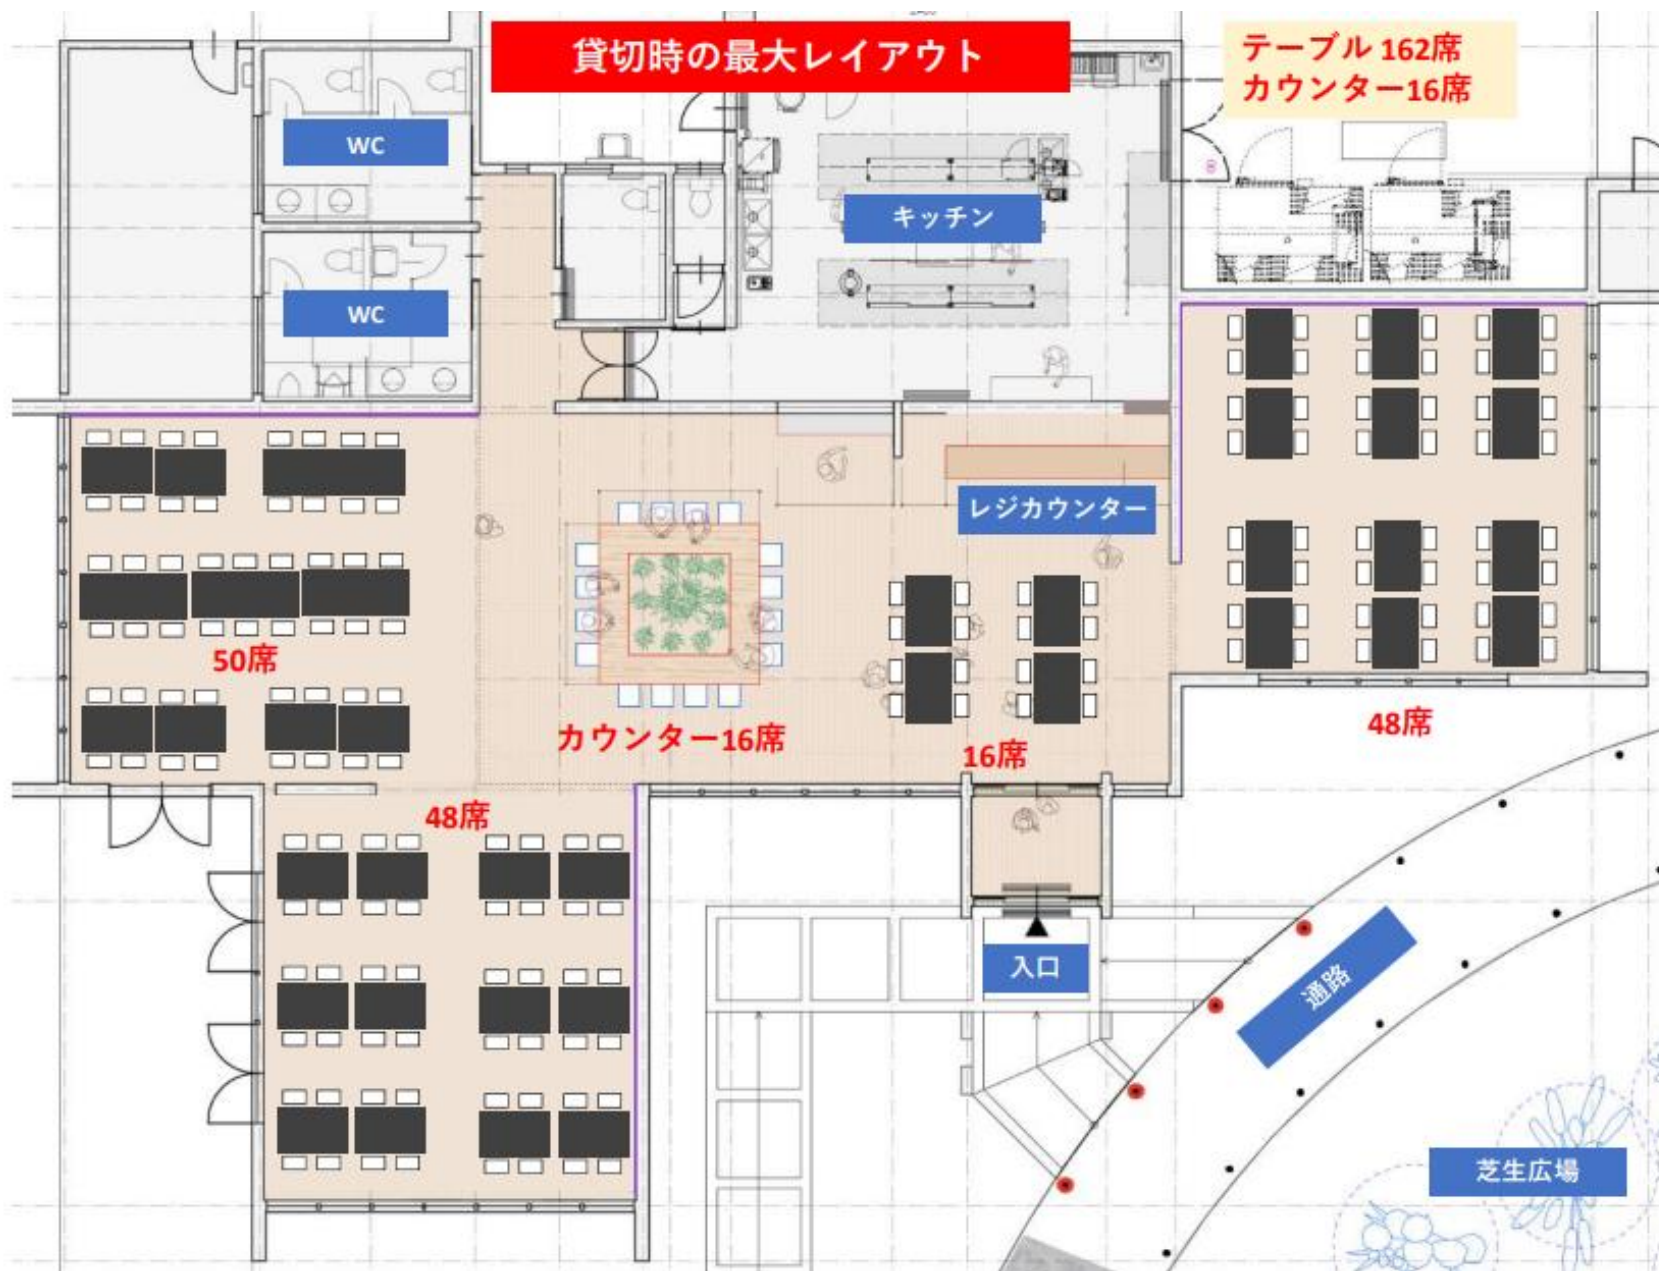 貸切時の最大レイアウト
テーブル 162席
カウンター16席
WC
キッチン
WC
レジカウンター
50席
カウンター16席
16席
48席
48席
入口
通路
芝生広場